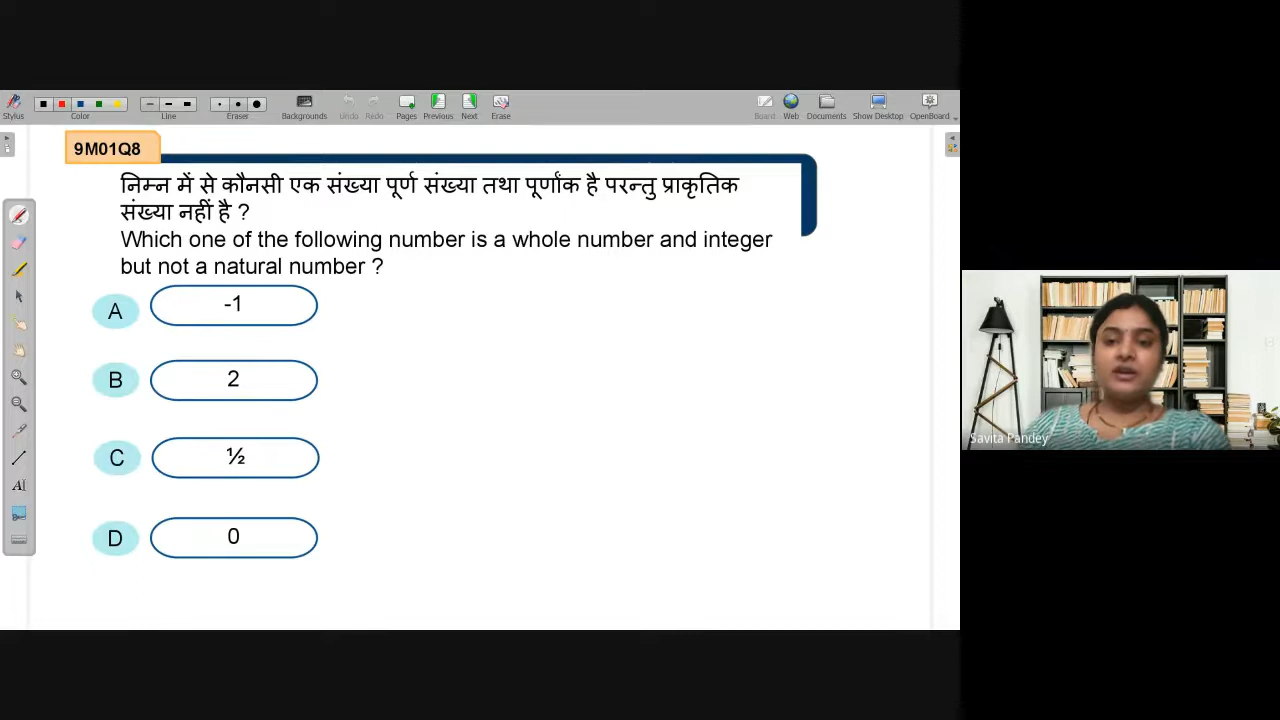 Stylus
Color
Line
Eraser
Backgrounds
Undo
Redo
Pages
Previous
Next
Erase
Board
Web
Documents
Show Desktop
OpenBoard
9M01Q8
निम्न में से कौनसी एक संख्या पूर्ण संख्या तथा पूर्णांक है परन्तु प्राकृतिक
संख्या नहीं है ?
Which one of the following number is a whole number and integer
but not a natural number ?
A -1
B 2
C ½
D 0
Savita Pandey